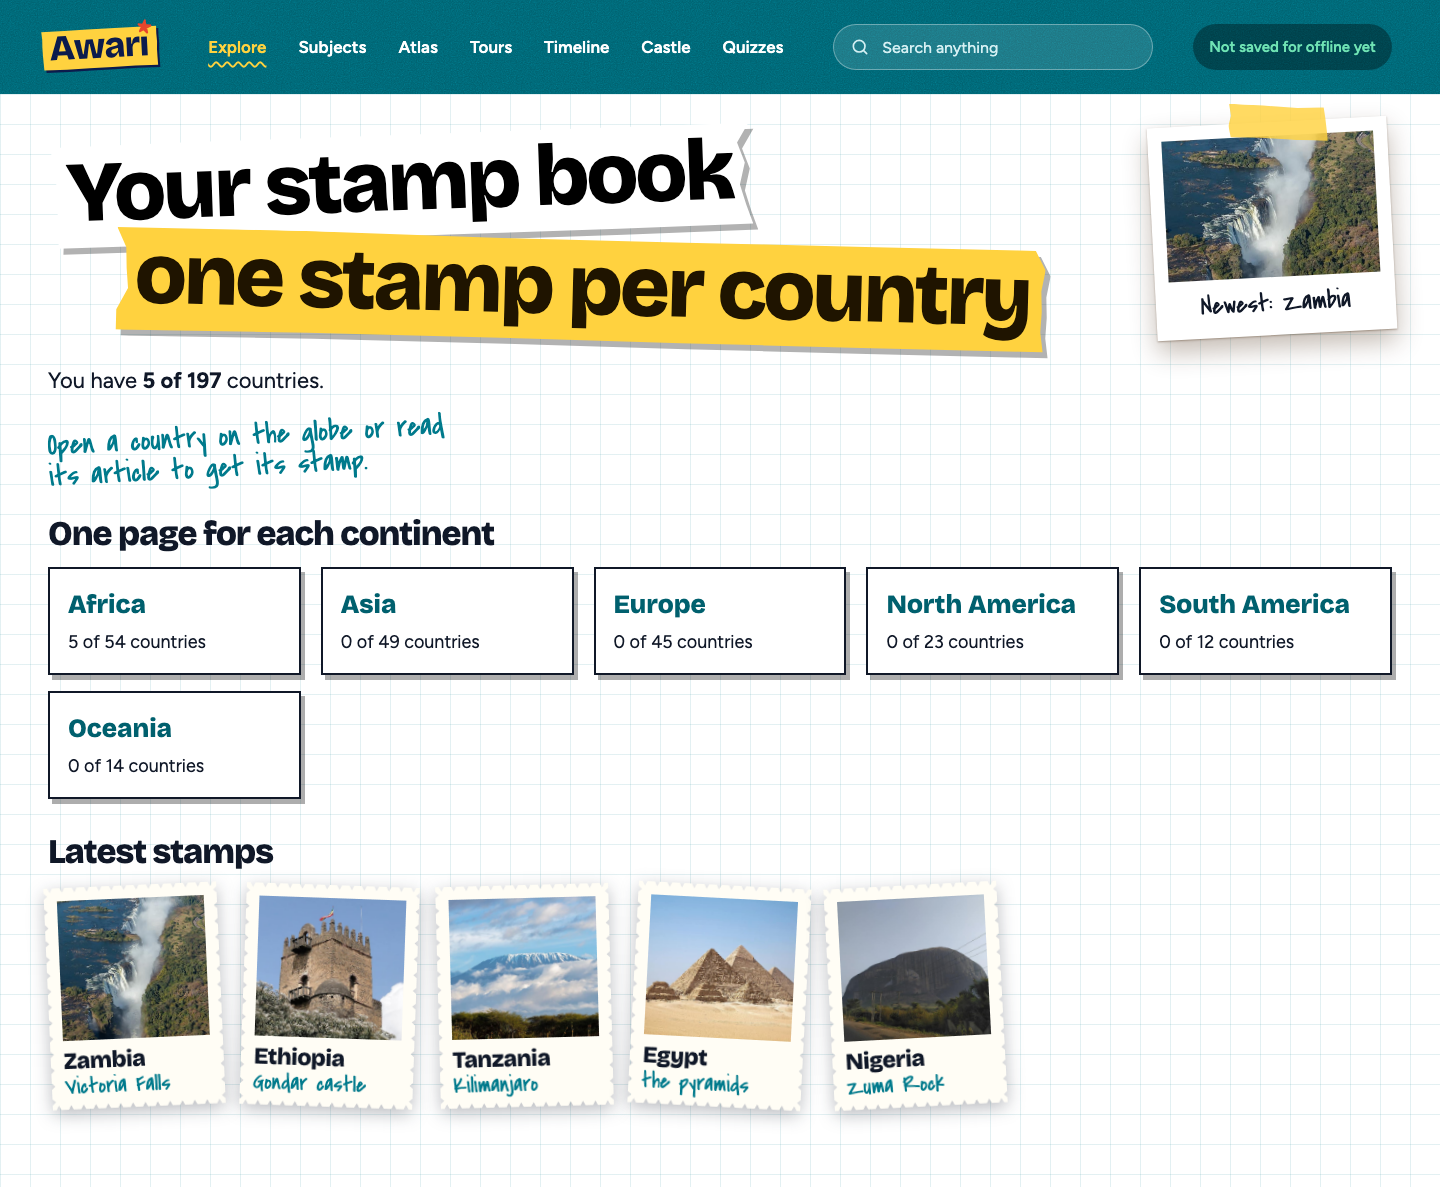 Awari
Explore
Subjects
Atlas
Tours
Timeline
Castle
Quizzes
Search anything
Not saved for offline yet
Your stamp book
one stamp per country
Newest: Zambia
You have 5 of 197 countries.
Open a country on the globe or read
its article to get its stamp.
One page for each continent
Africa
5 of 54 countries
Asia
0 of 49 countries
Europe
0 of 45 countries
North America
0 of 23 countries
South America
0 of 12 countries
Oceania
0 of 14 countries
Latest stamps
Zambia
Victoria Falls
Ethiopia
Gondar castle
Tanzania
Kilimanjaro
Egypt
the pyramids
Nigeria
Zuma Rock